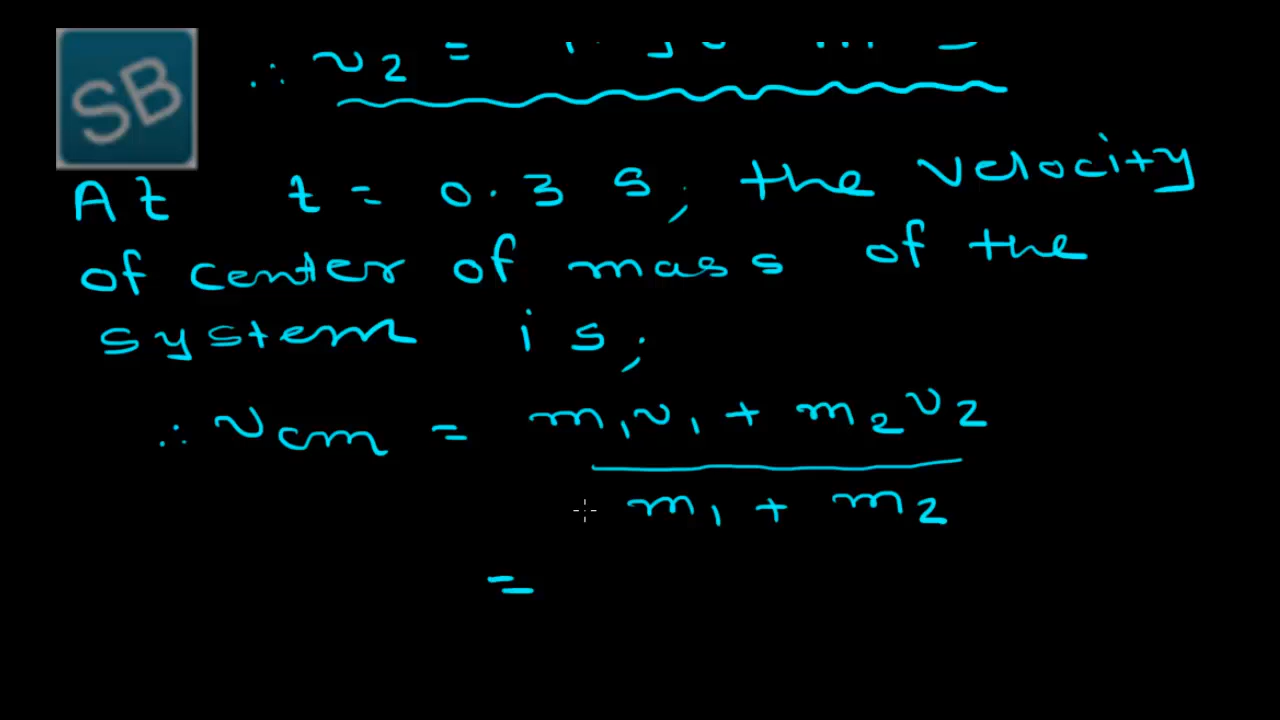 SB
∴ v2 =
At t = 0.3 s, the velocity
of center of mass of the
system is,
∴ vcm = m1v1 + m2v2
m1 + m2
=